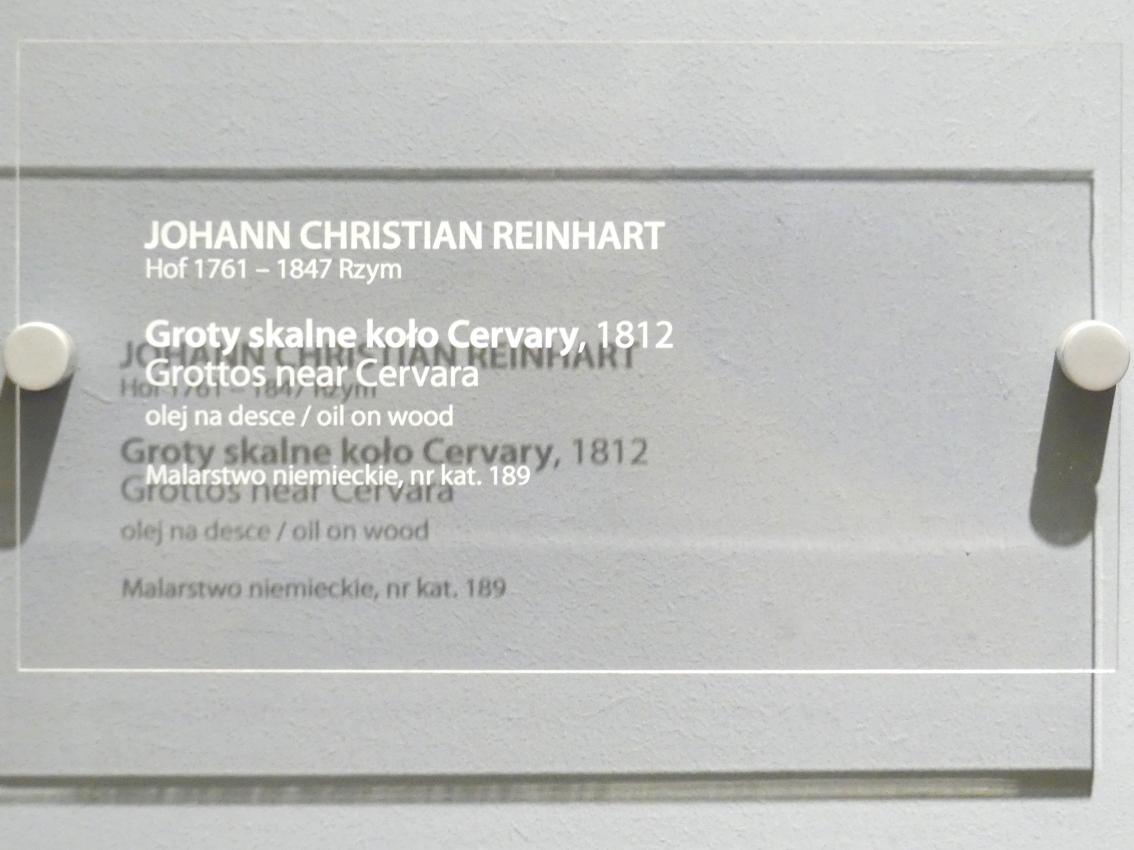 JOHANN CHRISTIAN REINHART
Hof 1761 – 1847 Rzym
Groty skalne koło Cervary, 1812
Grottos near Cervara
olej na desce / oil on wood
Malarstwo niemieckie, nr kat. 189